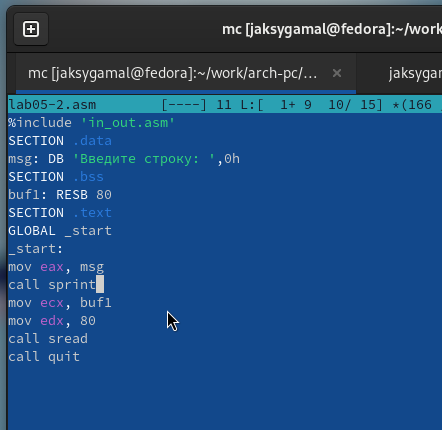 mc [jaksygamal@fedora]:~/work
mc [jaksygamal@fedora]:~/work/arch-pc/… × jaksygam
lab05-2.asm [----] 11 L:[ 1+ 9 10/ 15] *(166
%include 'in_out.asm'
SECTION .data
msg: DB 'Введите строку: ',0h
SECTION .bss
buf1: RESB 80
SECTION .text
GLOBAL _start
_start:
mov eax, msg
call sprint
mov ecx, buf1
mov edx, 80
call sread
call quit